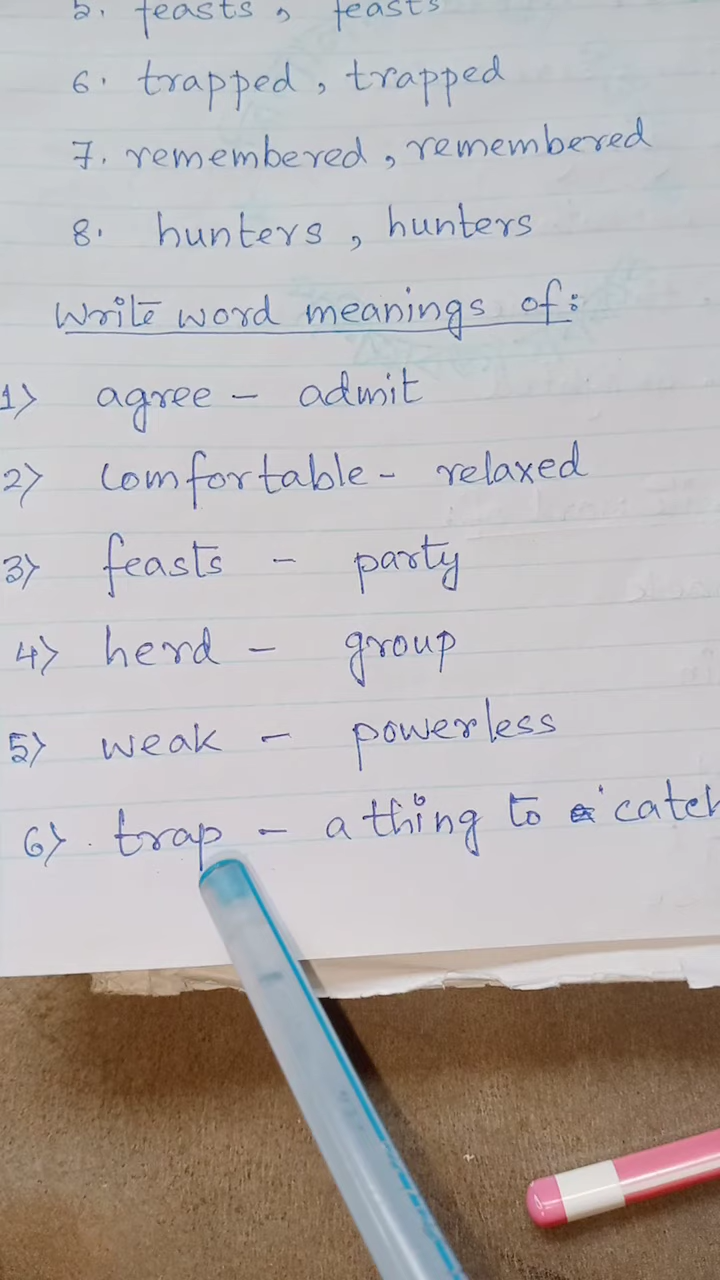 5. feasts, feasts
6. trapped, trapped
7. remembered, remembered
8. hunters, hunters
Write word meanings of:
1) agree - admit
2) comfortable - relaxed
3) feasts - party
4) herd - group
5) weak - powerless
6) trap - a thing to catch